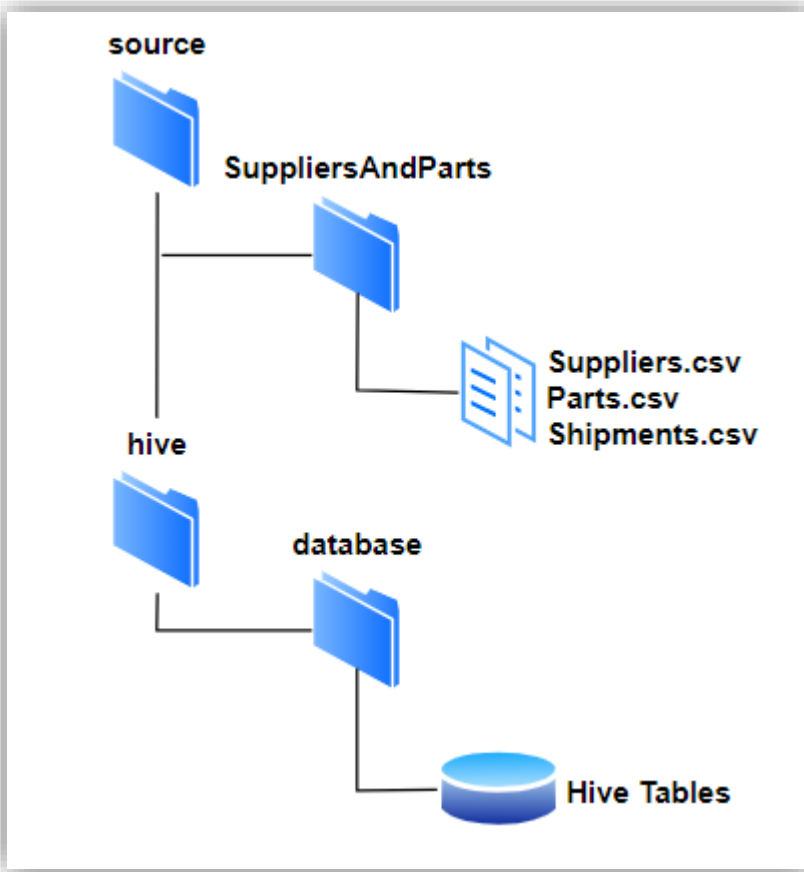 source
SuppliersAndParts
Suppliers.csv
Parts.csv
Shipments.csv
hive
database
Hive Tables